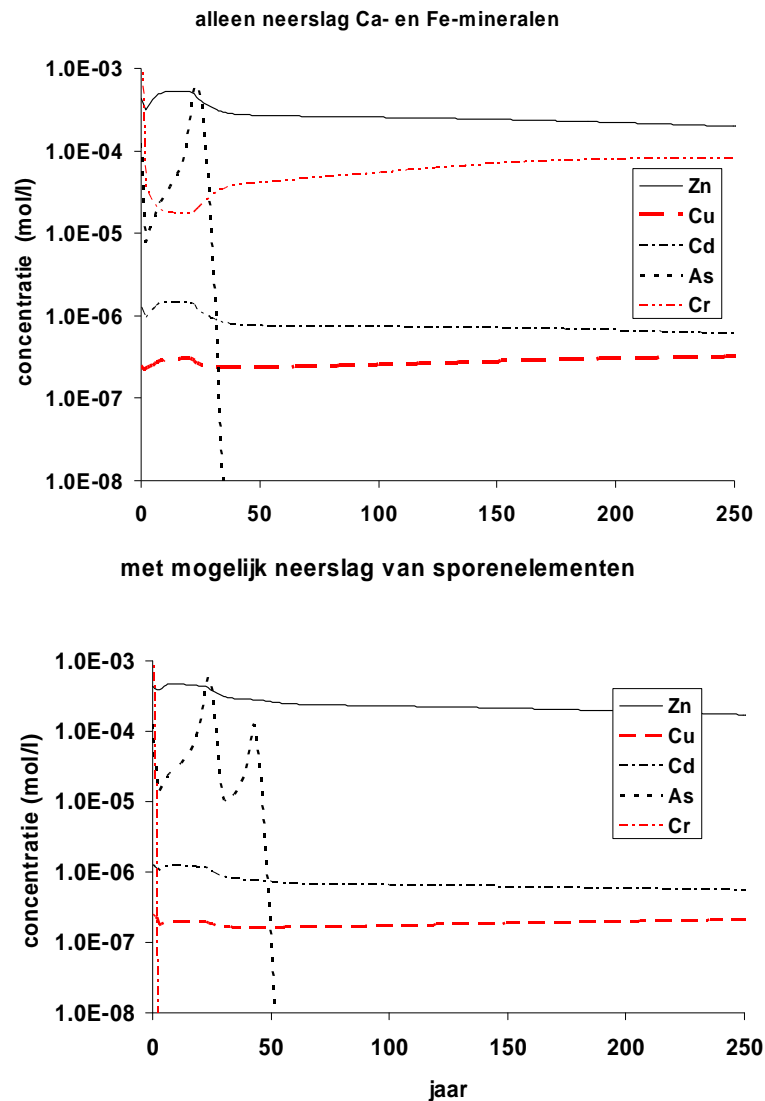 alleen neerslag Ca- en Fe-mineralen
concentratie (mol/l)
1.0E-03
1.0E-04
1.0E-05
1.0E-06
1.0E-07
1.0E-08
0 50 100 150 200 250
Zn
Cu
Cd
As
Cr
met mogelijk neerslag van sporenelementen
concentratie (mol/l)
1.0E-03
1.0E-04
1.0E-05
1.0E-06
1.0E-07
1.0E-08
0 50 100 150 200 250
Zn
Cu
Cd
As
Cr
jaar